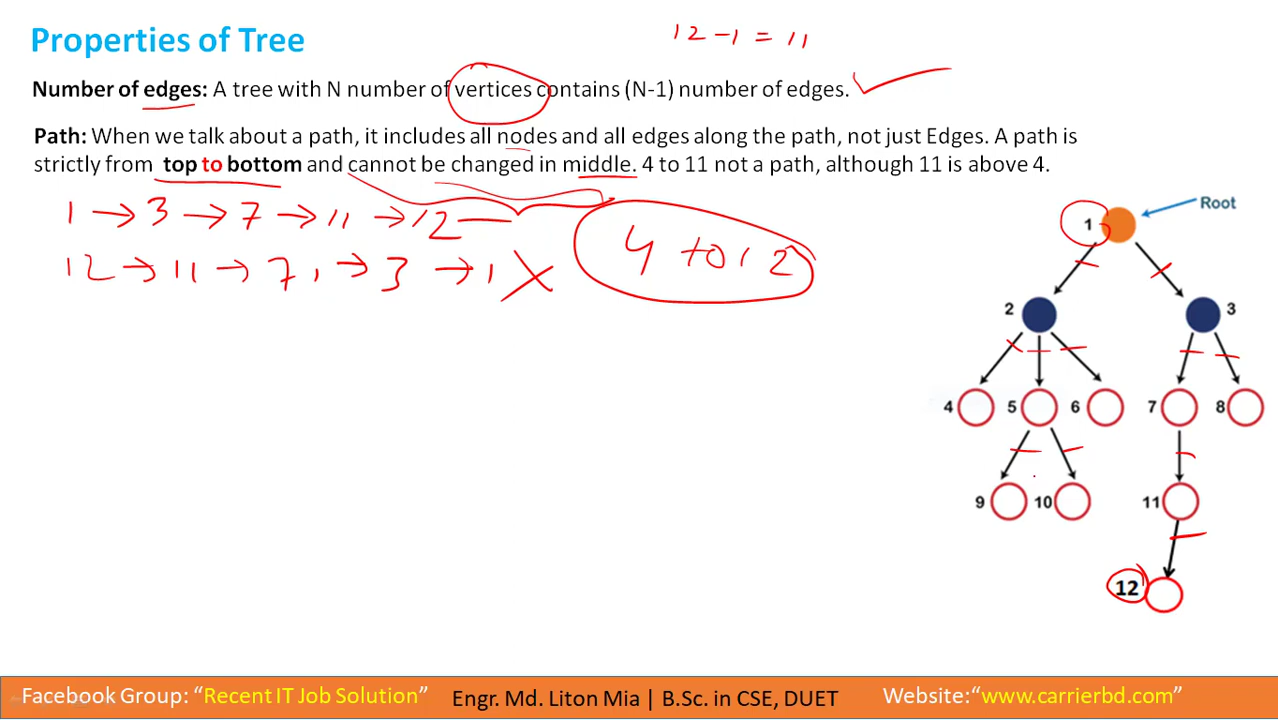 Properties of Tree
12 - 1 = 11
Number of edges: A tree with N number of vertices contains (N-1) number of edges.
Path: When we talk about a path, it includes all nodes and all edges along the path, not just Edges. A path is
strictly from top to bottom and cannot be changed in middle. 4 to 11 not a path, although 11 is above 4.
1 → 3 → 7 → 11 → 12
12 → 11 → 7 → 3 → 1 X
4 to 12
Root
1
2
3
4
5
6
7
8
9
10
11
12
Facebook Group: “Recent IT Job Solution”
Engr. Md. Liton Mia | B.Sc. in CSE, DUET
Website:“www.carrierbd.com”